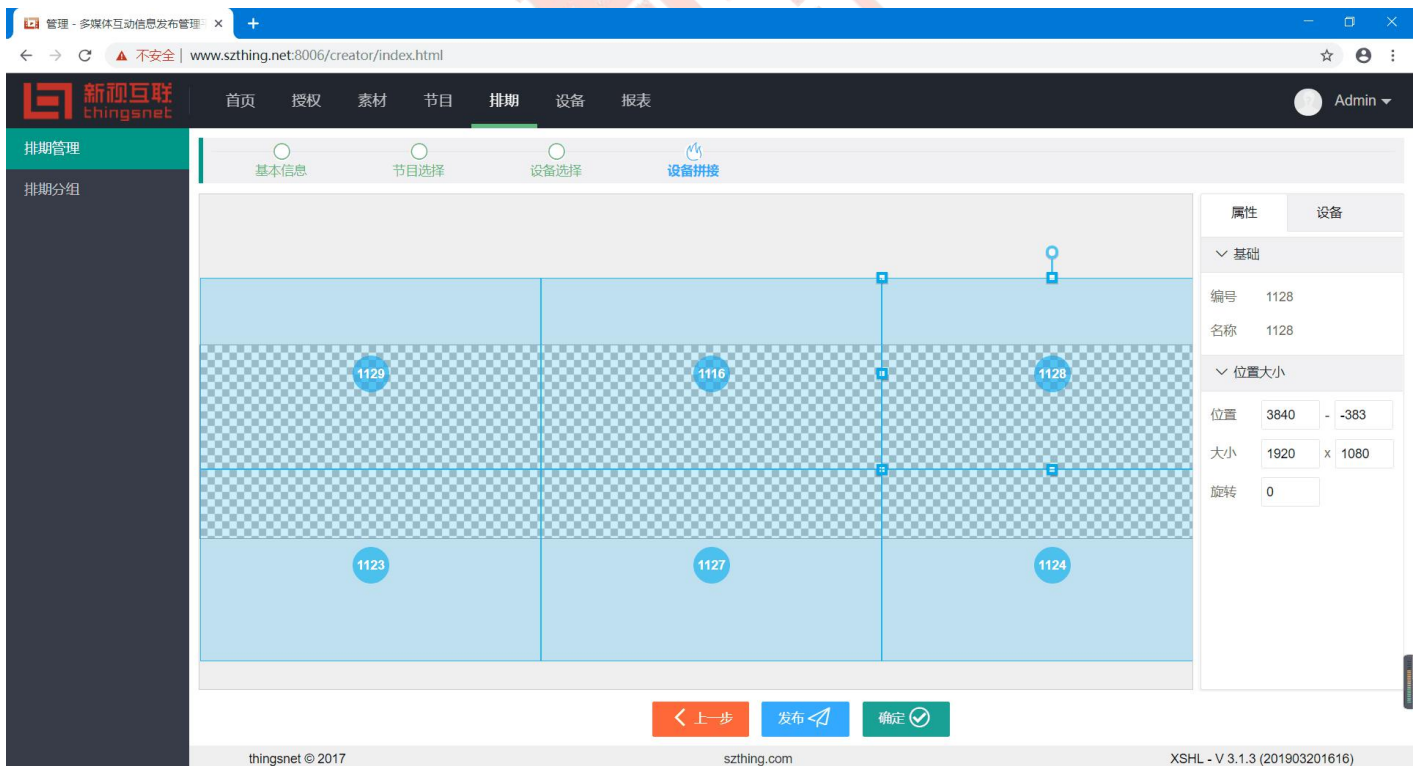 管理 - 多媒体互动信息发布管理
不安全 | www.szthing.net:8006/creator/index.html
新视互联
thingsnet
首页 授权 素材 节目 排期 设备 报表
Admin
排期管理
排期分组
基本信息 节目选择 设备选择 设备拼接
属性 设备
基础
编号 1128
名称 1128
位置大小
位置 3840 - -383
大小 1920 x 1080
旋转 0
1129 1116 1128
1123 1127 1124
上一步 发布 确定
thingsnet © 2017 szthing.com XSHL - V 3.1.3 (201903201616)